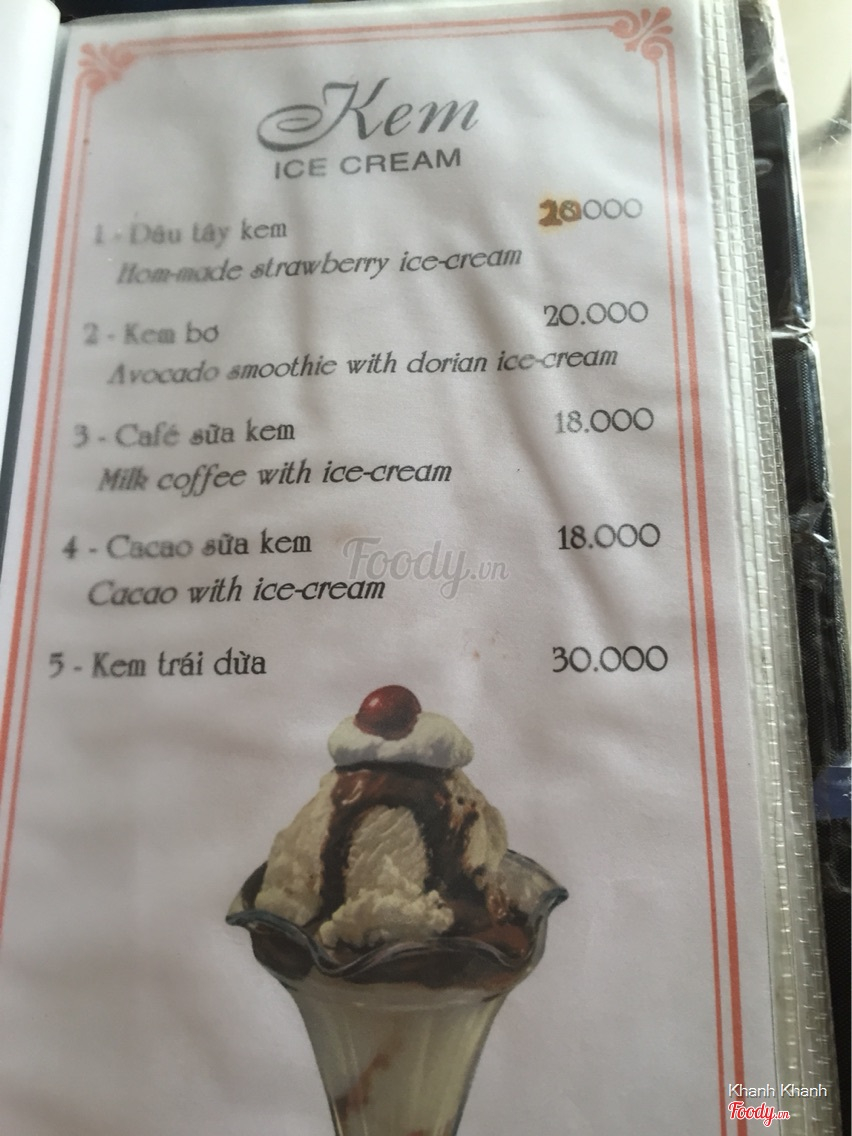 Kem
ICE CREAM
1 - Dâu tây kem
Hom-made strawberry ice-cream
2 - Kem bơ 20.000
Avocado smoothie with dorian ice-cream
3 - Café sữa kem 18.000
Milk coffee with ice-cream
4 - Cacao sữa kem 18.000
Cacao with ice-cream
5 - Kem trái dừa 30.000
Foody.vn
Khanh Khanh
Foody.vn